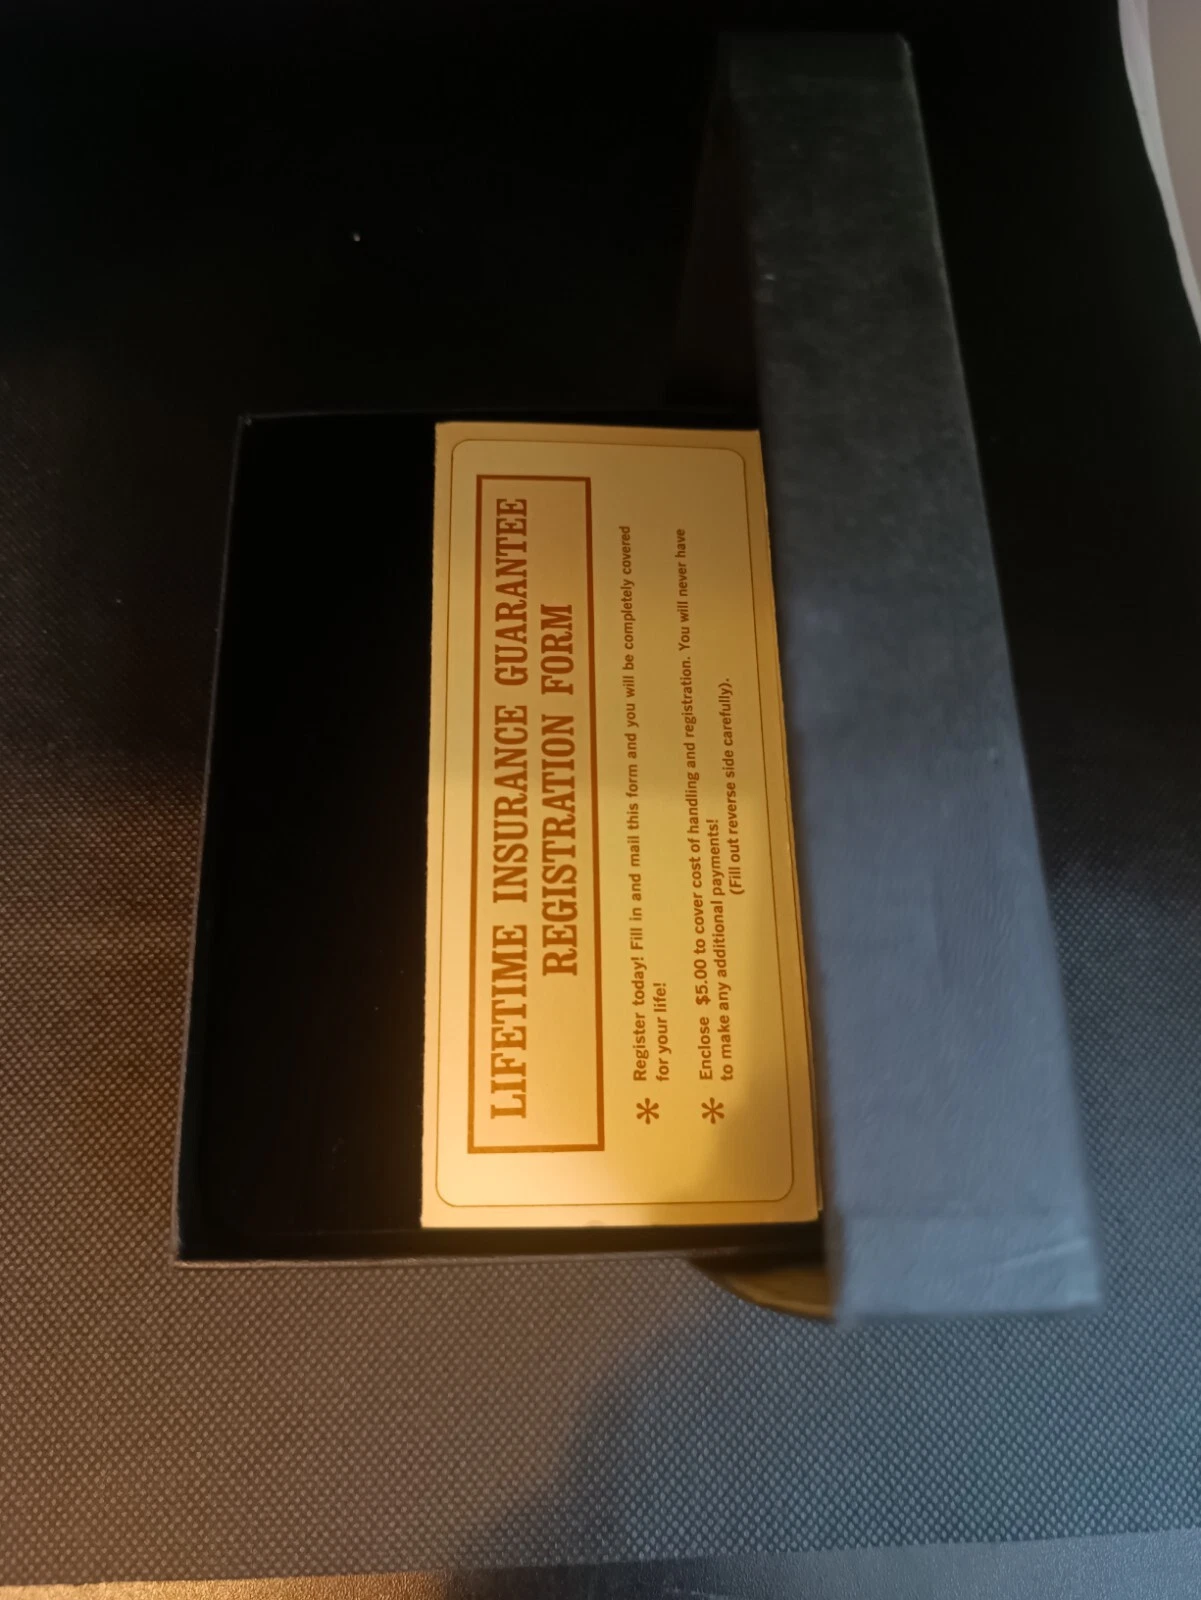 LIFETIME INSURANCE GUARANTEE
REGISTRATION FORM
* Register today! Fill in and mail this form and you will be completely covered
for your life!
* Enclose $5.00 to cover cost of handling and registration. You will never have
to make any additional payments!
(Fill out reverse side carefully).